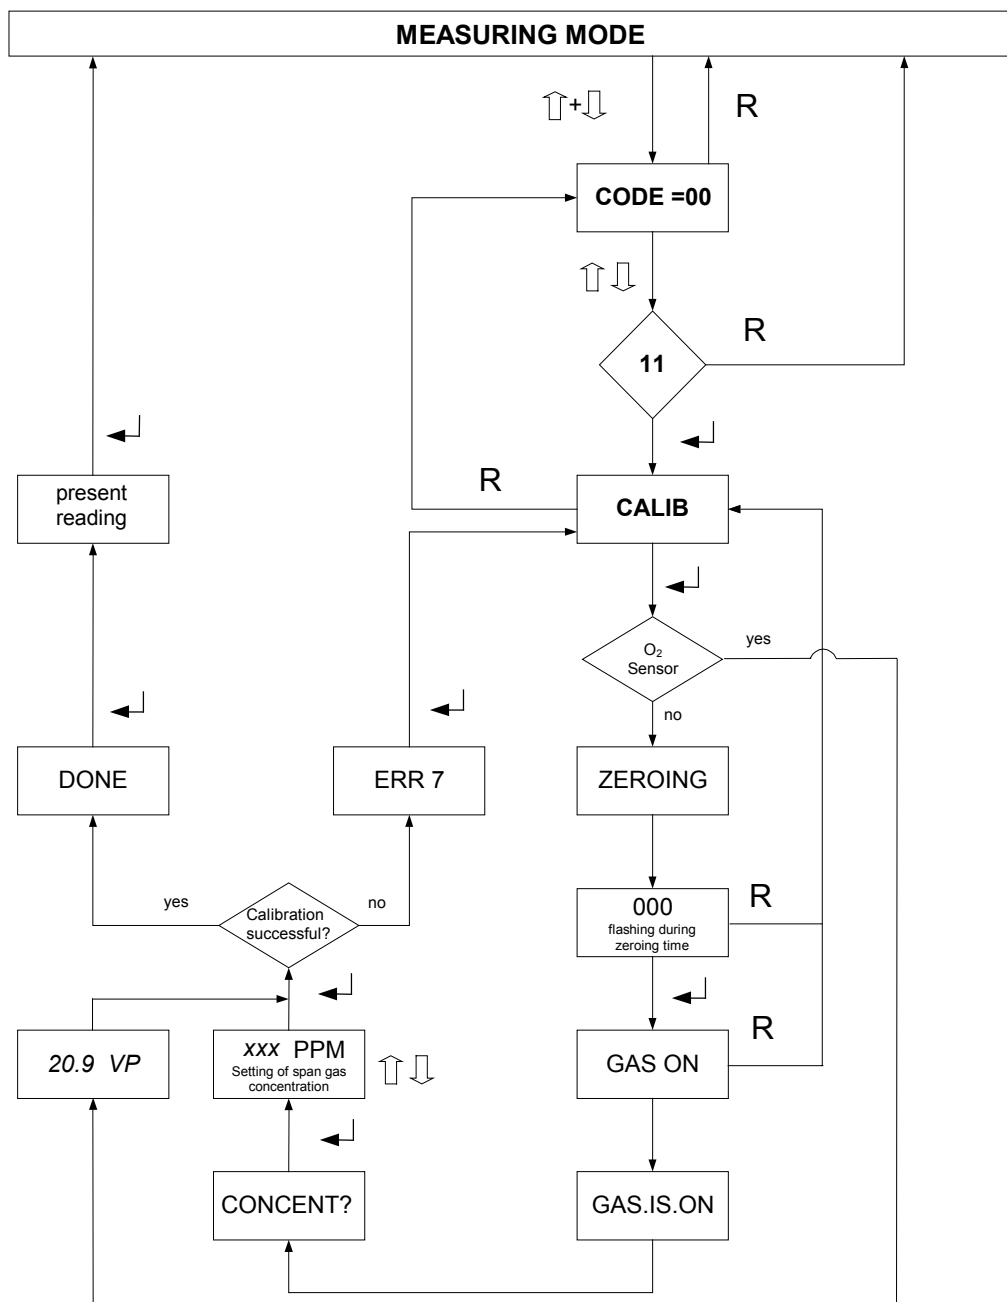 MEASURING MODE
+
R
CODE =00
R
11
R
present
reading
CALIB
O2
Sensor
yes
no
DONE
ERR 7
ZEROING
yes
Calibration
successful?
no
000
flashing during
zeroing time
R
20.9 VP
xxx PPM
Setting of span gas
concentration
R
GAS ON
CONCENT?
GAS.IS.ON